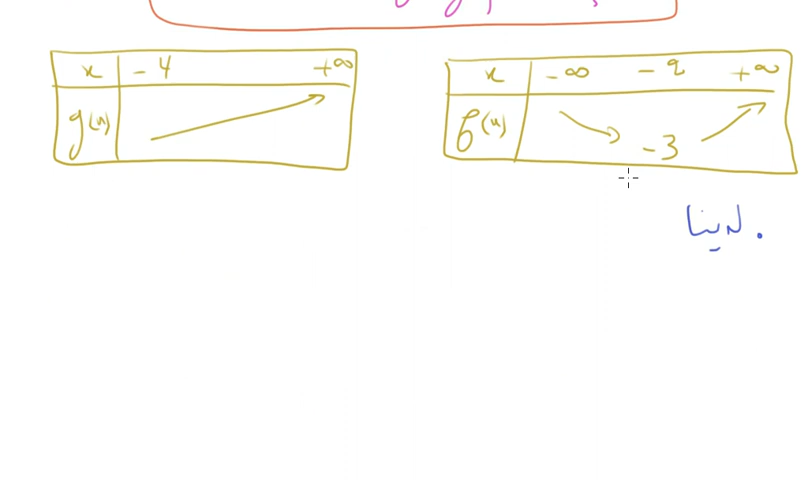 x -4 +∞
g(x)
x -∞ -2 +∞
f(x) -3
لدينا.